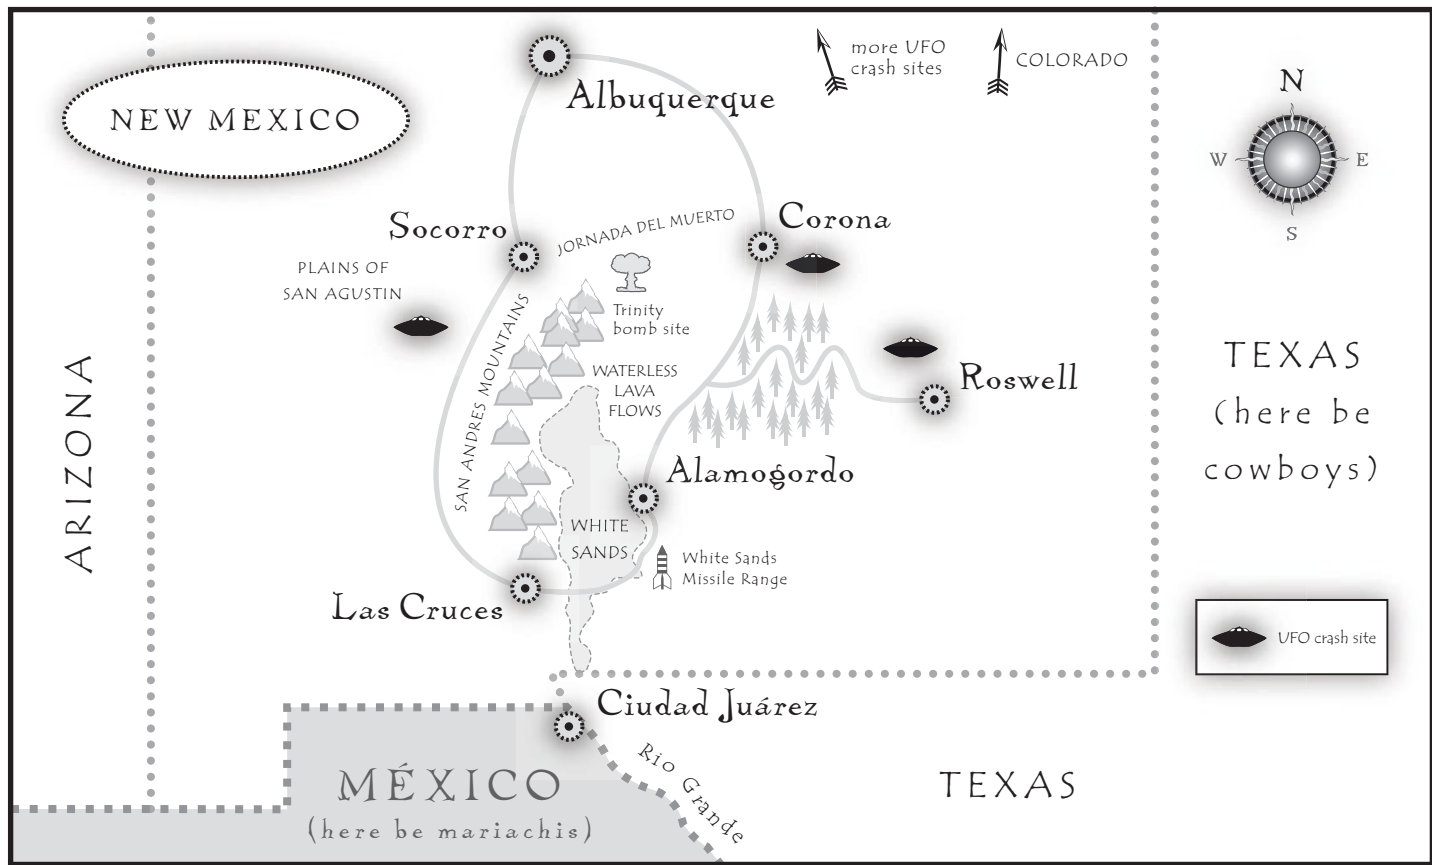 more UFO
crash sites
COLORADO
N
W
E
S
NEW MEXICO
Albuquerque
Socorro
JORNADA DEL MUERTO
Corona
PLAINS OF
SAN AGUSTIN
Trinity
bomb site
SAN ANDRES MOUNTAINS
WATERLESS
LAVA
FLOWS
Roswell
ARIZONA
TEXAS
(here be
cowboys)
Alamogordo
WHITE
SANDS
White Sands
Missile Range
Las Cruces
UFO crash site
Ciudad Juárez
Rio Grande
MÉXICO
(here be mariachis)
TEXAS